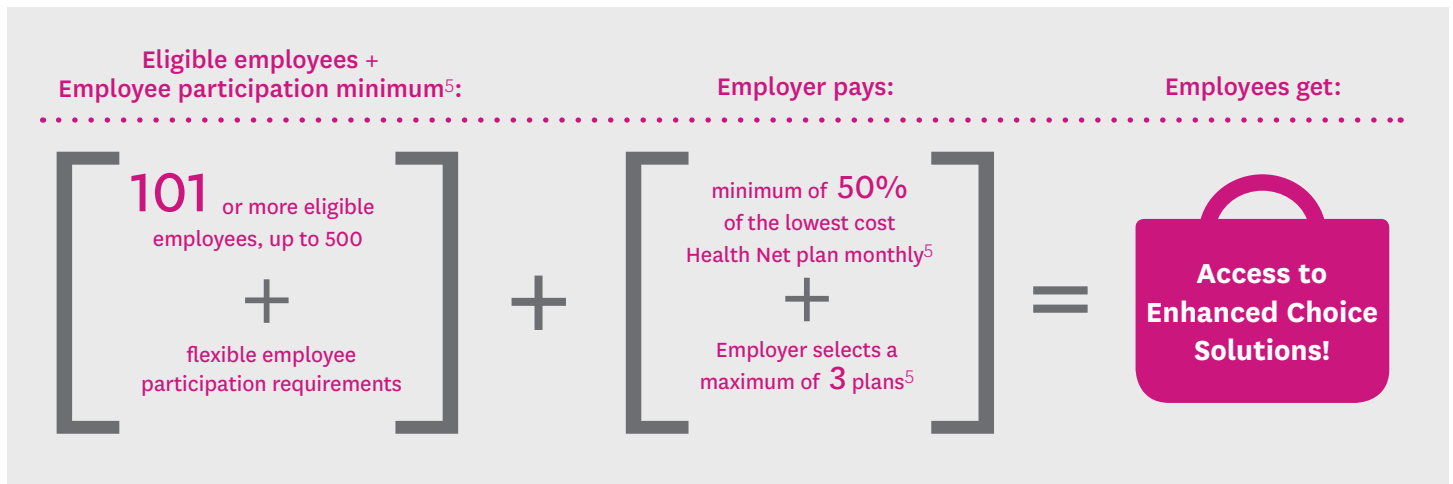 Eligible employees +
Employee participation minimum5:
Employer pays:
Employees get:
101 or more eligible
employees, up to 500
+
flexible employee
participation requirements
+
minimum of 50%
of the lowest cost
Health Net plan monthly5
+
Employer selects a
maximum of 3 plans5
=
Access to
Enhanced Choice
Solutions!